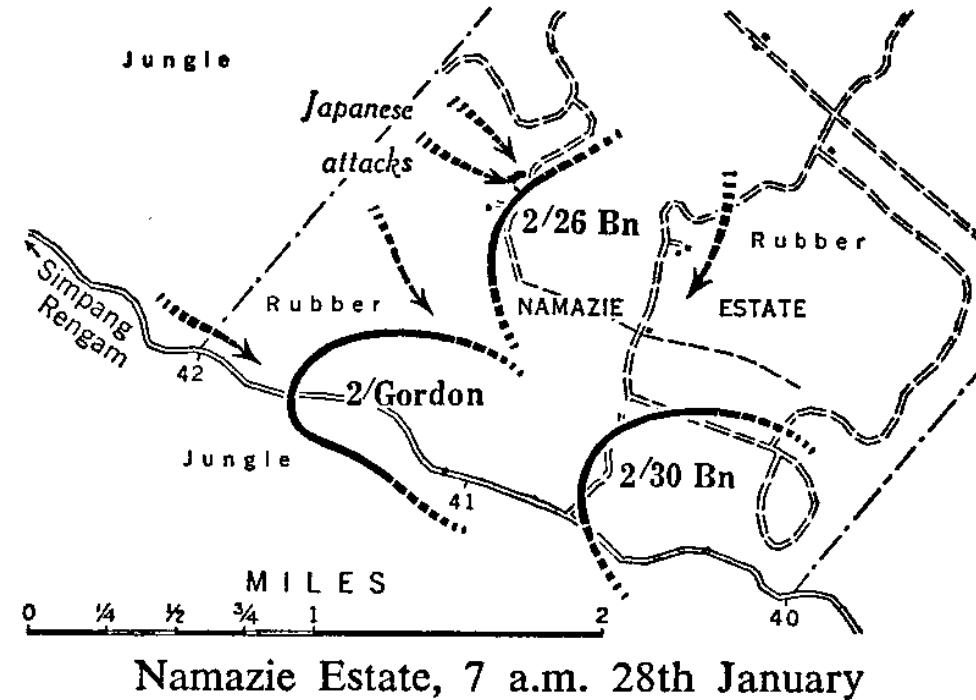 Jungle
Japanese
attacks
2/26 Bn
Rubber
Simpang
Rengam
Rubber
NAMAZIE ESTATE
42
2/Gordon
Jungle
2/30 Bn
41
MILES
0 ¼ ½ ¾ 1 2
40
Namazie Estate, 7 a.m. 28th January